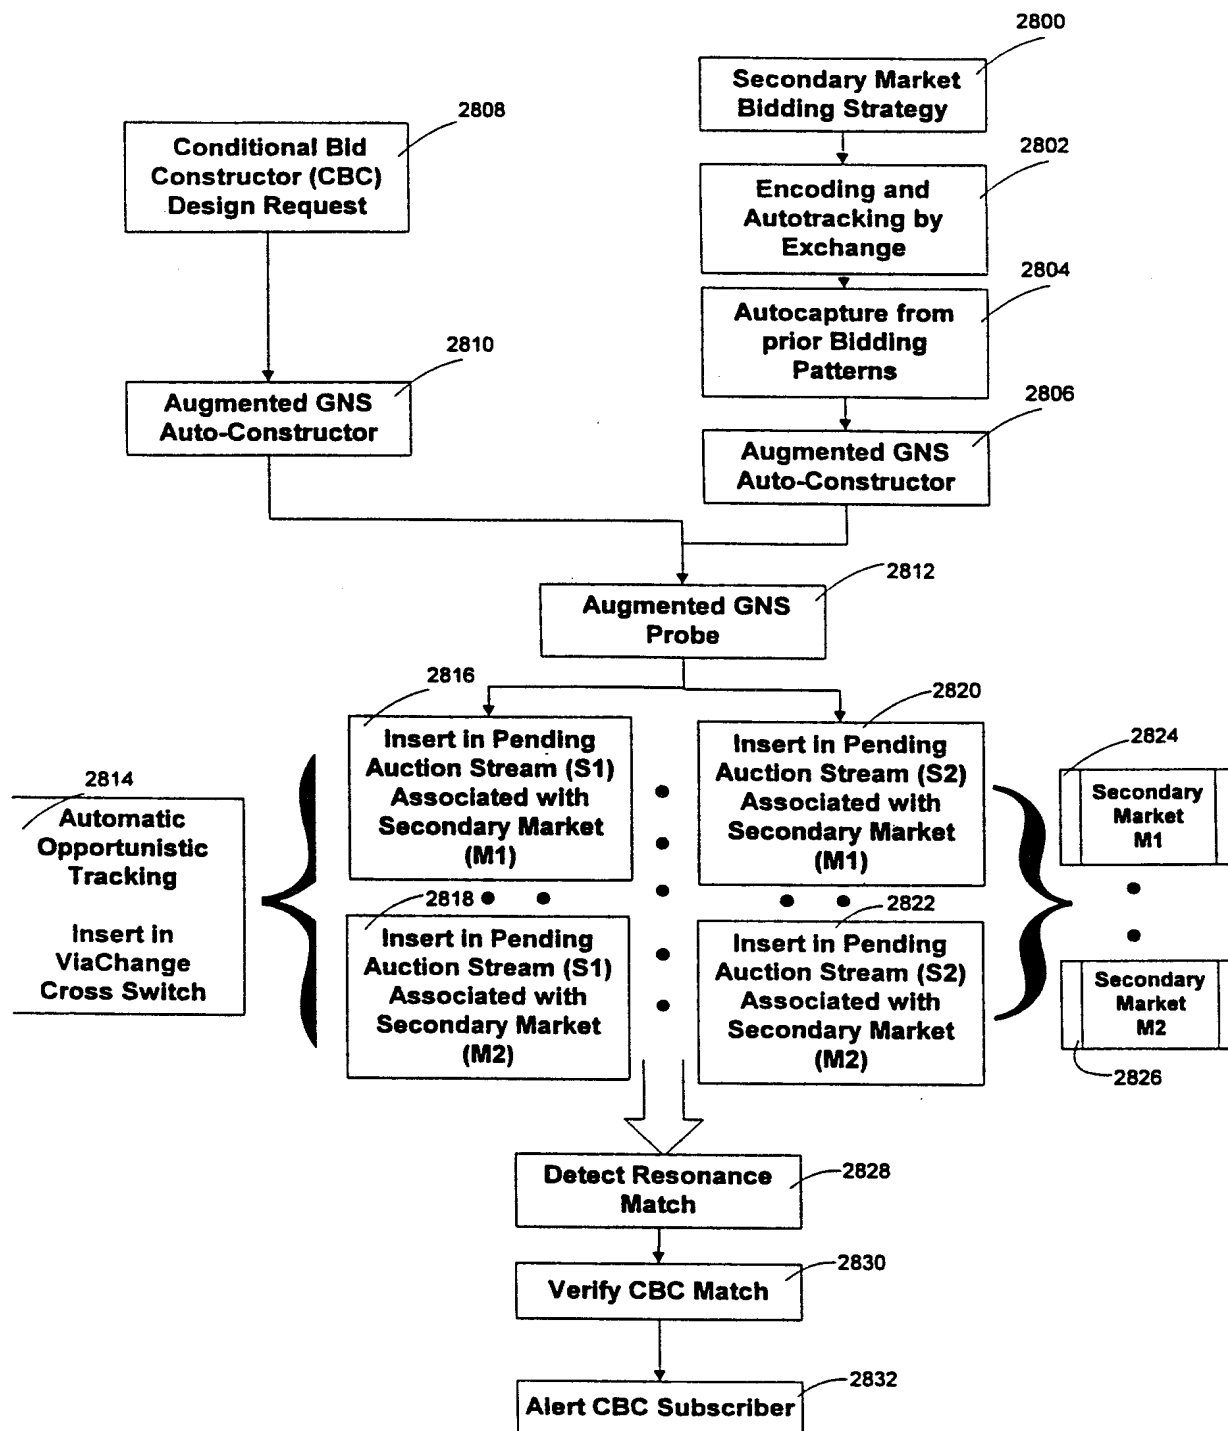 2800
Secondary Market
Bidding Strategy
2808
Conditional Bid
Constructor (CBC)
Design Request
2802
Encoding and
Autotracking by
Exchange
2804
Autocapture from
prior Bidding
Patterns
2810
Augmented GNS
Auto-Constructor
2806
Augmented GNS
Auto-Constructor
2812
Augmented GNS
Probe
2816
Insert in Pending
Auction Stream (S1)
Associated with
Secondary Market
(M1)
2820
Insert in Pending
Auction Stream (S2)
Associated with
Secondary Market
(M1)
2824
Secondary
Market
M1
2814
Automatic
Opportunistic
Tracking
Insert in
ViaChange
Cross Switch
2818
Insert in Pending
Auction Stream (S1)
Associated with
Secondary Market
(M2)
2822
Insert in Pending
Auction Stream (S2)
Associated with
Secondary Market
(M2)
Secondary
Market
M2
2826
Detect Resonance
Match
2828
Verify CBC Match
2830
Alert CBC Subscriber
2832